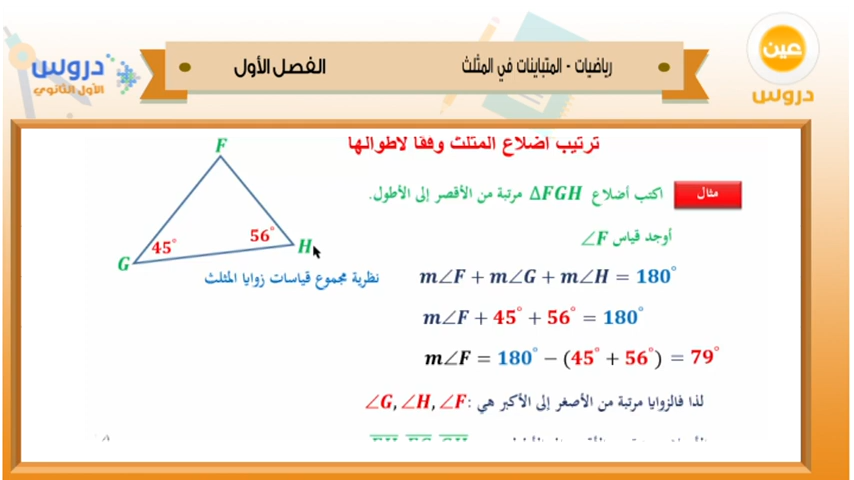 رياضيات - المتباينات في المثلث
الفصل الأول
عين
دروس
دروس
الأول الثانوي
ترتيب اضلاع المثلث وفقا لاطوالها
مثال
اكتب أضلاع ΔFGH مرتبة من الأقصر إلى الأطول.
أوجد قياس ∠F
F
45°
56°
H
G
نظرية مجموع قياسات زوايا المثلث
m∠F + m∠G + m∠H = 180°
m∠F + 45° + 56° = 180°
m∠F = 180° − (45° + 56°) = 79°
لذا فالزوايا مرتبة من الأصغر إلى الأكبر هي : ∠G, ∠H, ∠F